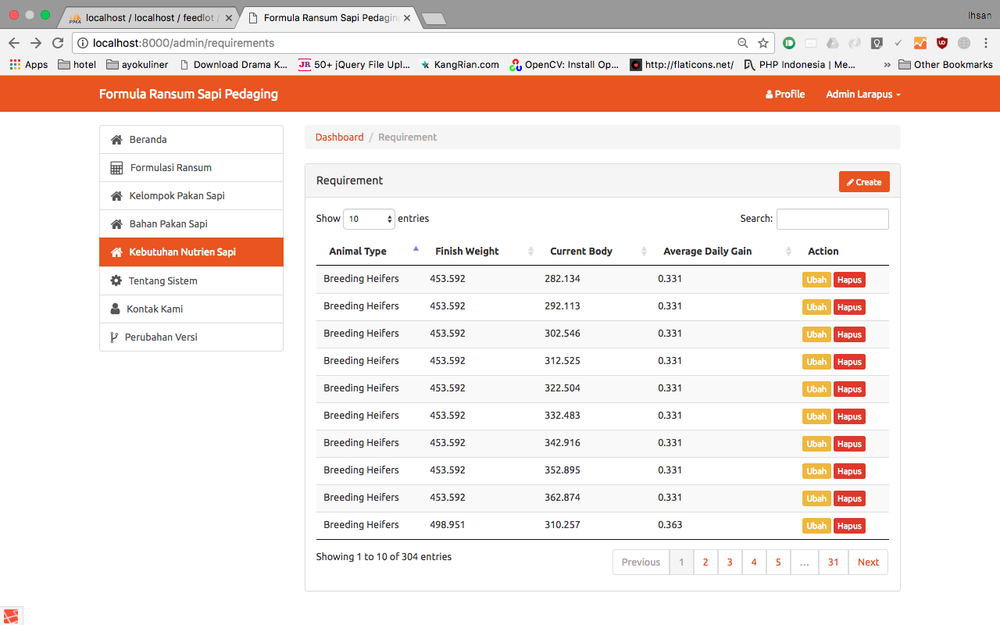 localhost / localhost / feedlot /
Formula Ransum Sapi Pedaging
Ihsan
localhost:8000/admin/requirements
Apps hotel ayokuliner Download Drama K... JR 50+ jQuery File Upl... KangRian.com OpenCV: Install Op... http://flaticons.net/ PHP Indonesia | Me... » Other Bookmarks
Formula Ransum Sapi Pedaging Profile Admin Larapus
Beranda
Formulasi Ransum
Kelompok Pakan Sapi
Bahan Pakan Sapi
Kebutuhan Nutrien Sapi
Tentang Sistem
Kontak Kami
Perubahan Versi
Dashboard / Requirement
Requirement Create
Show 10 entries Search:
Animal Type Finish Weight Current Body Average Daily Gain Action
Breeding Heifers 453.592 282.134 0.331 Ubah Hapus
Breeding Heifers 453.592 292.113 0.331 Ubah Hapus
Breeding Heifers 453.592 302.546 0.331 Ubah Hapus
Breeding Heifers 453.592 312.525 0.331 Ubah Hapus
Breeding Heifers 453.592 322.504 0.331 Ubah Hapus
Breeding Heifers 453.592 332.483 0.331 Ubah Hapus
Breeding Heifers 453.592 342.916 0.331 Ubah Hapus
Breeding Heifers 453.592 352.895 0.331 Ubah Hapus
Breeding Heifers 453.592 362.874 0.331 Ubah Hapus
Breeding Heifers 498.951 310.257 0.363 Ubah Hapus
Showing 1 to 10 of 304 entries Previous 1 2 3 4 5 ... 31 Next